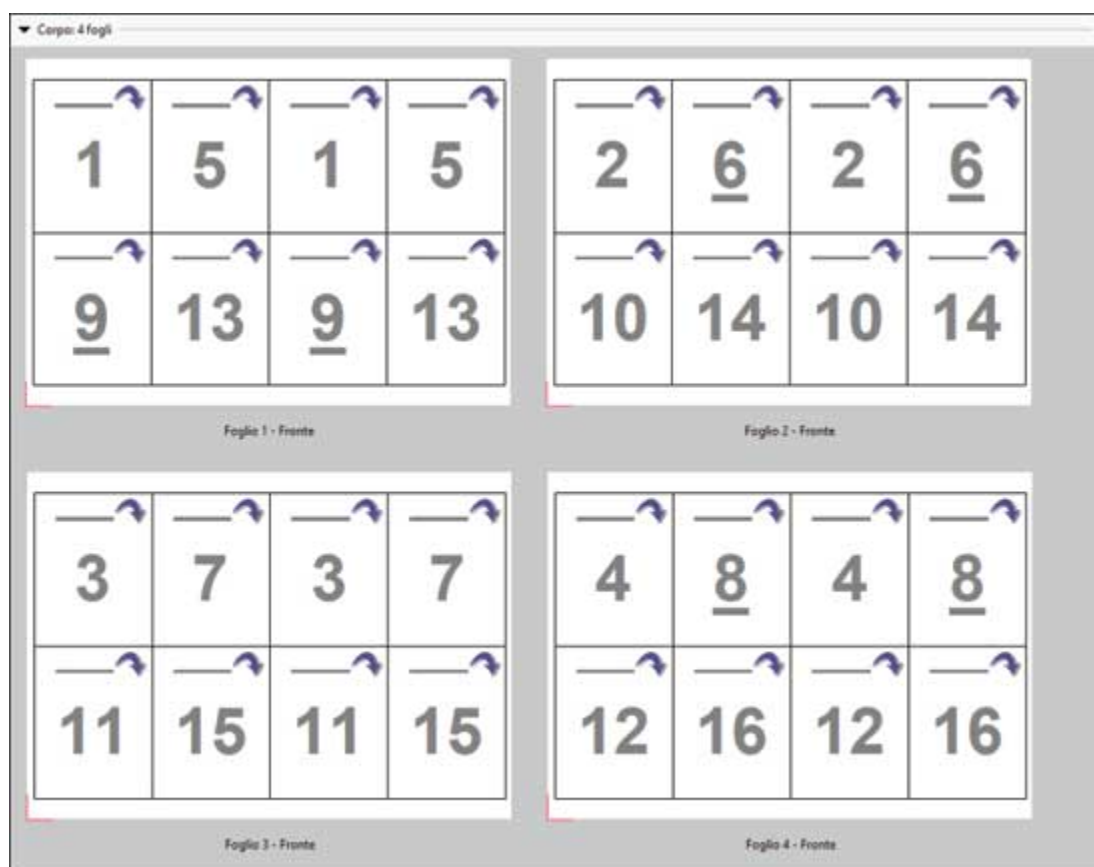 Corpo: 4 fogli
1 5 1 5
9 13 9 13
Foglio 1 - Fronte
2 6 2 6
10 14 10 14
Foglio 2 - Fronte
3 7 3 7
11 15 11 15
Foglio 3 - Fronte
4 8 4 8
12 16 12 16
Foglio 4 - Fronte